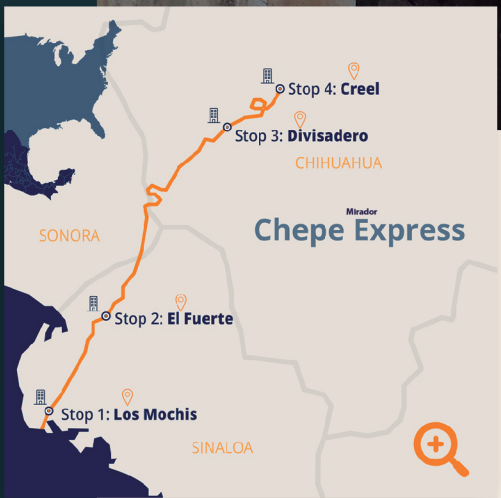 Stop 4: Creel
Stop 3: Divisadero
CHIHUAHUA
Mirador
Chepe Express
SONORA
Stop 2: El Fuerte
Stop 1: Los Mochis
SINALOA